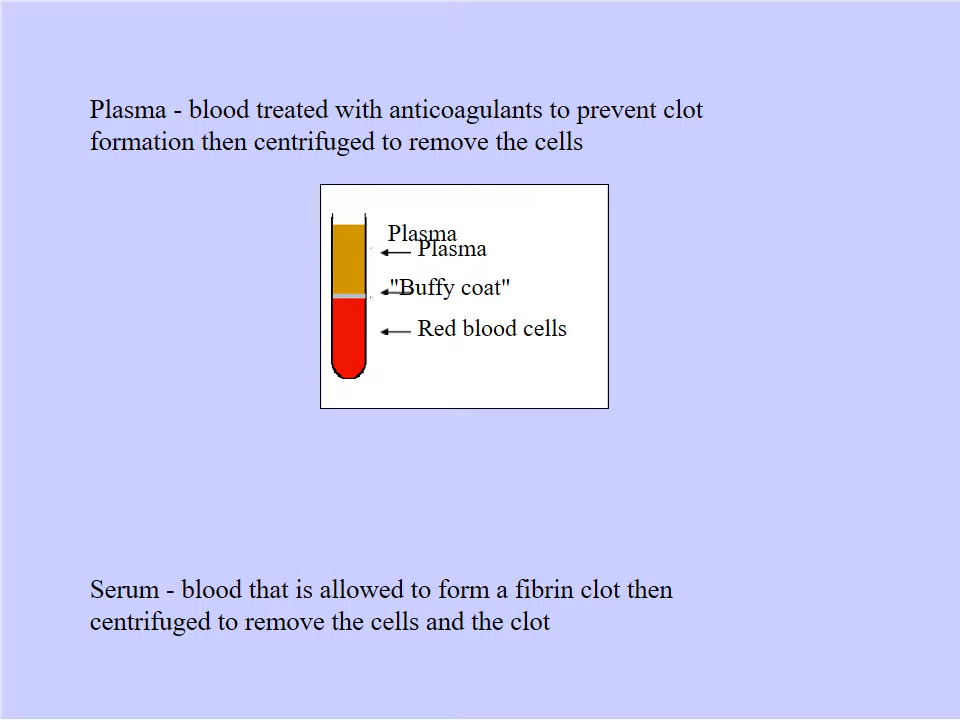 Plasma - blood treated with anticoagulants to prevent clot
formation then centrifuged to remove the cells
Plasma
Plasma
"Buffy coat"
Red blood cells
Serum - blood that is allowed to form a fibrin clot then
centrifuged to remove the cells and the clot